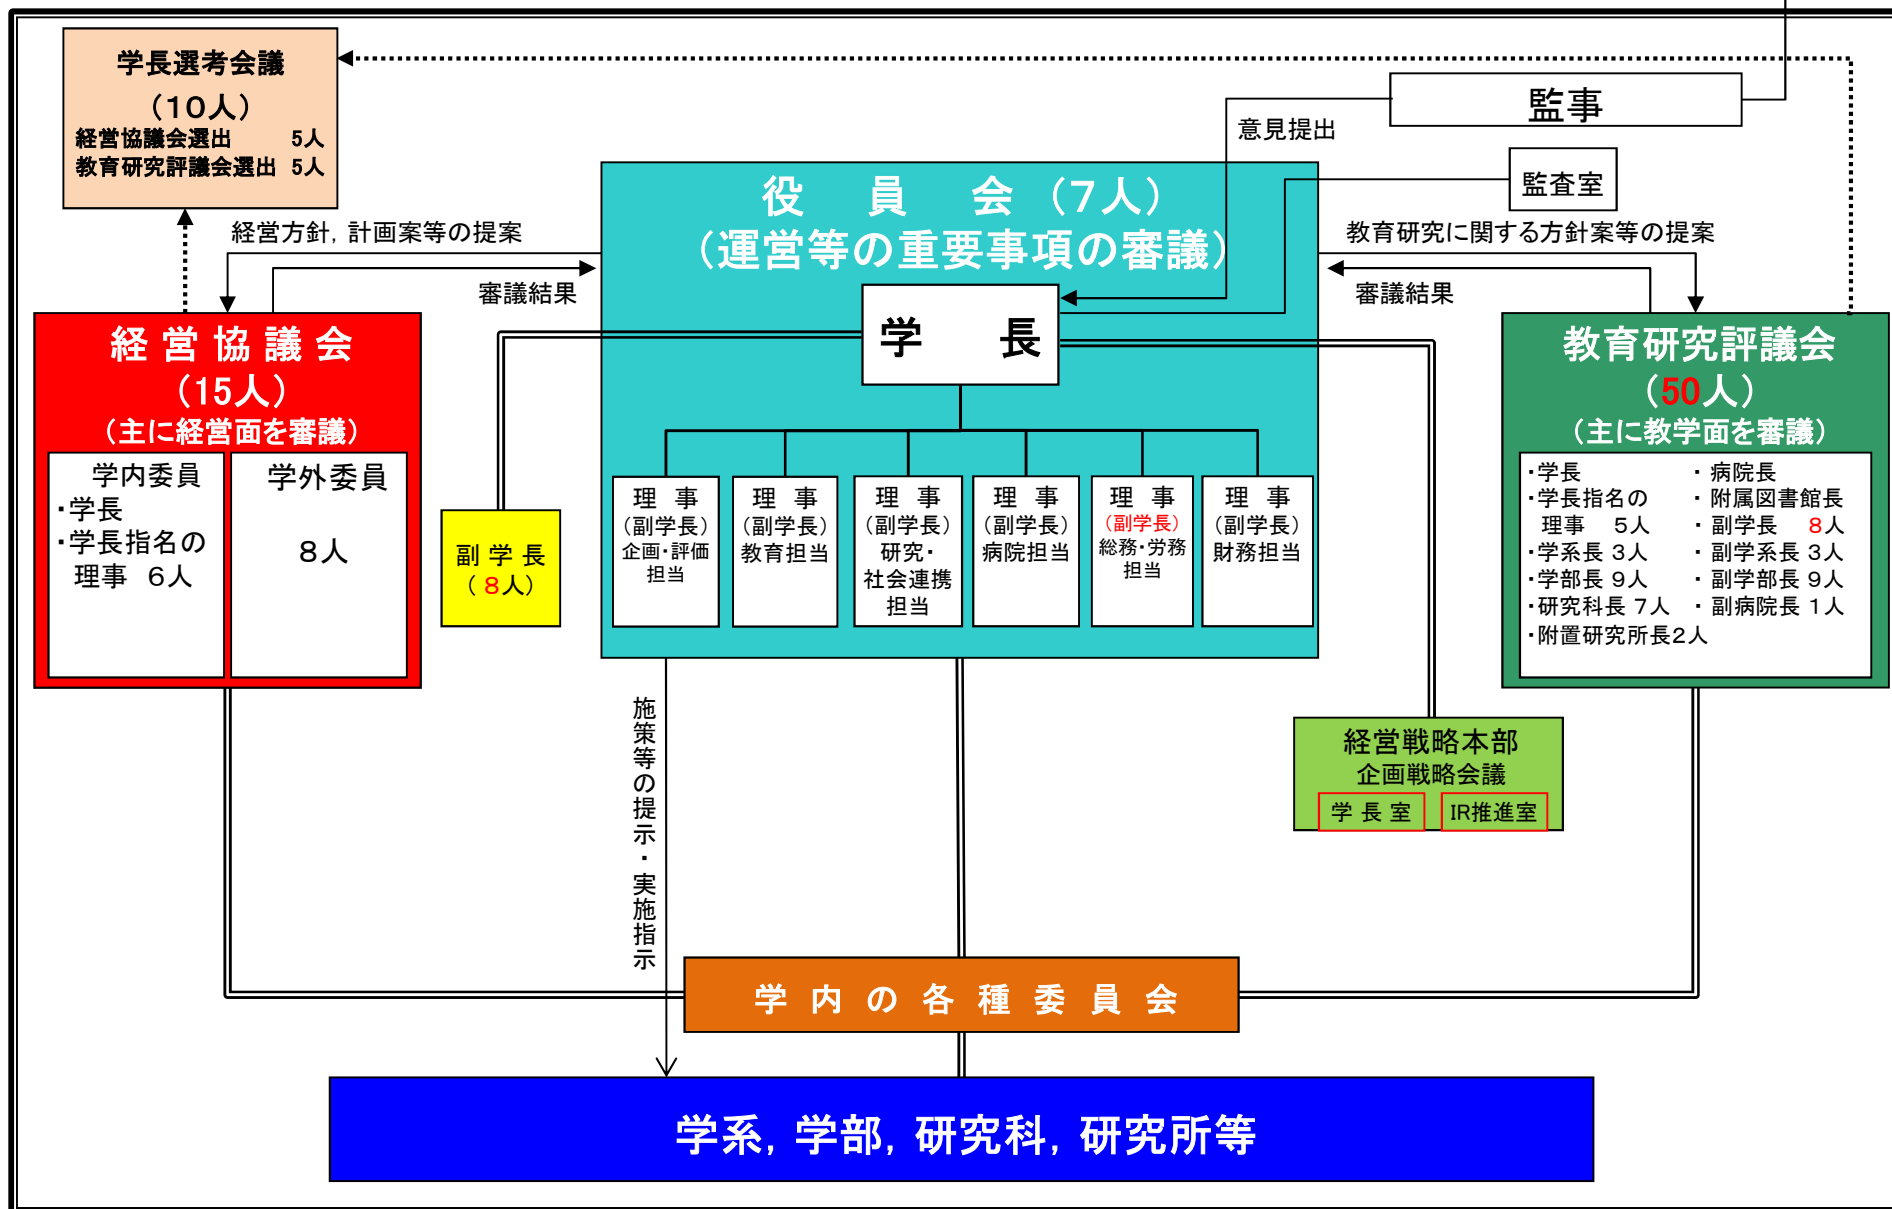 学長選考会議
（10人）
経営協議会選出　5人
教育研究評議会選出　5人
監事
意見提出
監査室
役　員　会（7人）
（運営等の重要事項の審議）
経営方針，計画案等の提案
審議結果
教育研究に関する方針案等の提案
審議結果
学　長
経営協議会
（15人）
（主に経営面を審議）
学内委員
・学長
・学長指名の
理事　6人
学外委員
8人
副学長
（8人）
理　事
（副学長）
企画・評価
担当
理　事
（副学長）
教育担当
理　事
（副学長）
研究・
社会連携
担当
理　事
（副学長）
病院担当
理　事
（副学長）
総務・労務
担当
理　事
（副学長）
財務担当
教育研究評議会
（50人）
（主に教学面を審議）
・学長
・学長指名の
理事　5人
・学系長 3人
・学部長 9人
・研究科長 7人
・附置研究所長2人
・病院長
・附属図書館長
・副学長　8人
・副学系長 3人
・副学部長 9人
・副病院長 1人
施策等の提示・実施指示
経営戦略本部
企画戦略会議
学長室
IR推進室
学内の各種委員会
学系，学部，研究科，研究所等